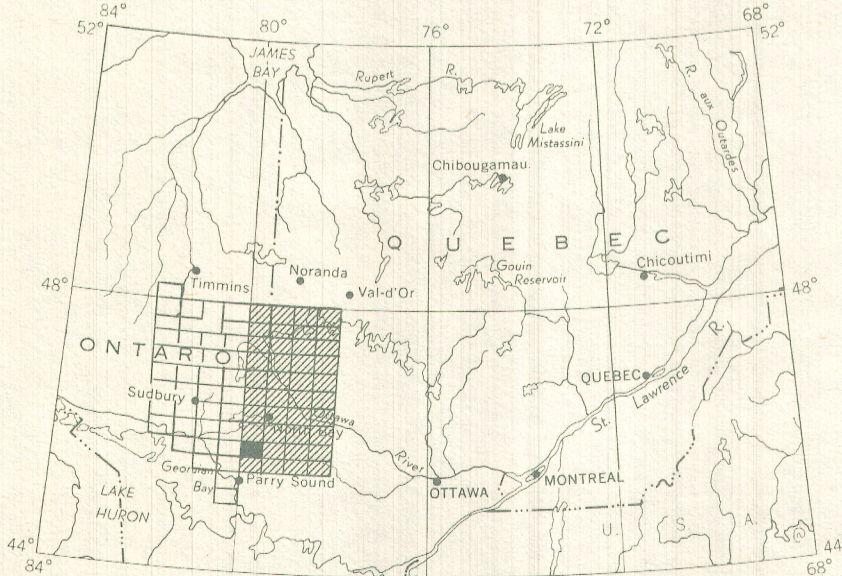 84°
80°
76°
72°
68°
52°
52°
JAMES
BAY
Rupert R.
R. aux Outardes
Lake
Mistassini
Chibougamau
QUEBEC
Gouin
Reservoir
Chicoutimi
Timmins
Noranda
Val-d'Or
48°
48°
ONTARIO
QUEBEC
St. Lawrence R.
Sudbury
Ottawa River
North Bay
Georgian
Bay
Parry Sound
OTTAWA
MONTREAL
LAKE
HURON
U. S. A.
44°
84°
44
68°